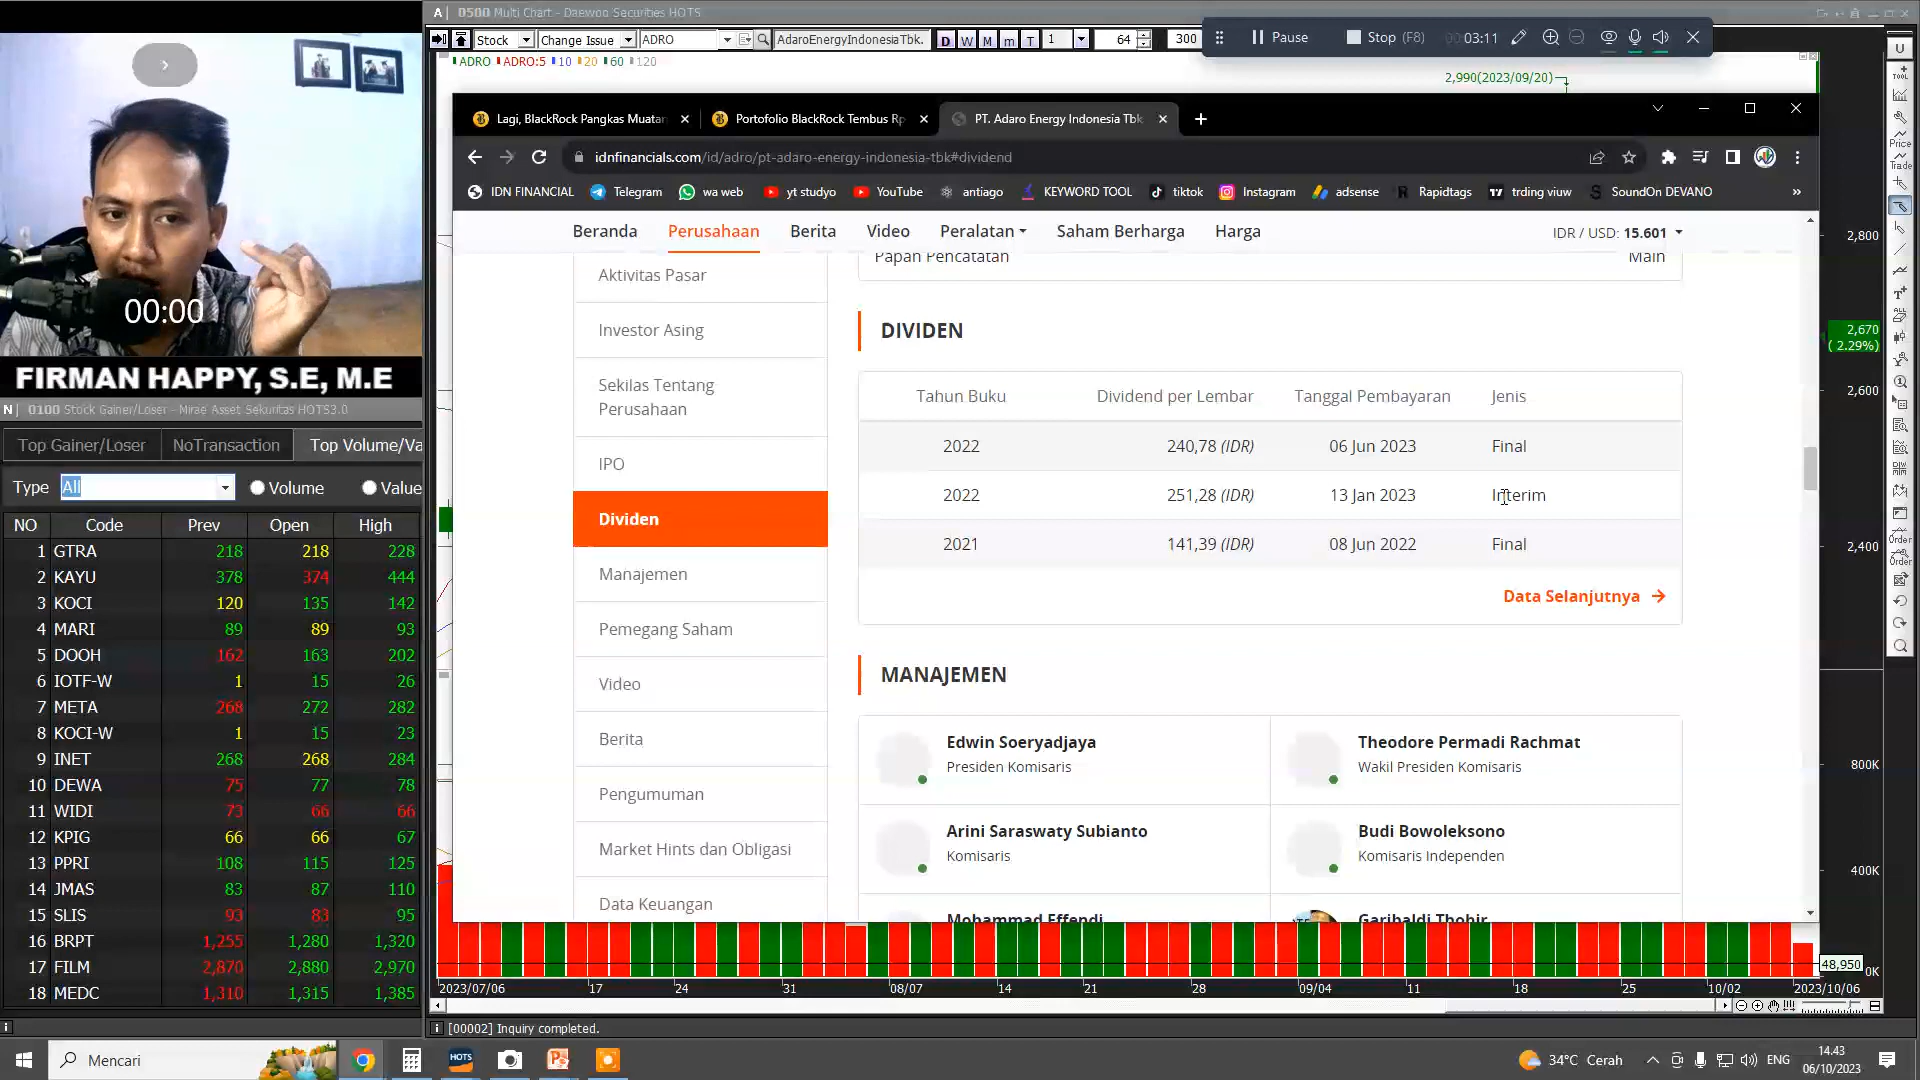 0500 Multi Chart - Daewoo Securities HOTS
Stock Change Issue ADRO AdaroEnergyIndonesiaTbk. D W M m T 1 64 300
ADRO ADRO:5 10 20 60 120
Pause Stop (F8) 00:03:11
2,990(2023/09/20)
00:00
FIRMAN HAPPY, S.E, M.E
0100 Stock Gainer/Loser - Mirae Asset Sekuritas HOTS3.0
Top Gainer/Loser NoTransaction Top Volume/Va
Type All Volume Value
NO Code Prev Open High
1 GTRA 218 218 228
2 KAYU 378 374 444
3 KOCI 120 135 142
4 MARI 89 89 93
5 DOOH 162 163 202
6 IOTF-W 1 15 26
7 META 268 272 282
8 KOCI-W 1 15 23
9 INET 268 268 284
10 DEWA 75 77 78
11 WIDI 73 66 66
12 KPIG 66 66 67
13 PPRI 108 115 125
14 JMAS 83 87 110
15 SLIS 93 83 95
16 BRPT 1,255 1,280 1,320
17 FILM 2,870 2,880 2,970
18 MEDC 1,310 1,315 1,385
Lagi, BlackRock Pangkas Muatan
Portofolio BlackRock Tembus Rp
PT. Adaro Energy Indonesia Tbk
idnfinancials.com/id/adro/pt-adaro-energy-indonesia-tbk#dividend
IDN FINANCIAL Telegram wa web yt studyo YouTube antiago KEYWORD TOOL tiktok Instagram adsense Rapidtags trding viuw SoundOn DEVANO
Beranda Perusahaan Berita Video Peralatan Saham Berharga Harga
IDR / USD: 15.601
Papan Pencatatan Main
Aktivitas Pasar
Investor Asing
Sekilas Tentang
Perusahaan
IPO
Dividen
Manajemen
Pemegang Saham
Video
Berita
Pengumuman
Market Hints dan Obligasi
Data Keuangan
DIVIDEN
Tahun Buku Dividend per Lembar Tanggal Pembayaran Jenis
2022 240,78 (IDR) 06 Jun 2023 Final
2022 251,28 (IDR) 13 Jan 2023 Interim
2021 141,39 (IDR) 08 Jun 2022 Final
Data Selanjutnya
MANAJEMEN
Edwin Soeryadjaya
Presiden Komisaris
Theodore Permadi Rachmat
Wakil Presiden Komisaris
Arini Saraswaty Subianto
Komisaris
Budi Bowoleksono
Komisaris Independen
Mohammad Effendi
Garibaldi Thohir
2,800
2,670
( 2.29%)
2,600
2,400
800K
400K
48,950 0K
2023/07/06 17 24 31 08/07 14 21 28 09/04 11 18 25 10/02 2023/10/06
[00002] Inquiry completed.
Mencari
HOTS
34°C Cerah
ENG
14.43
06/10/2023